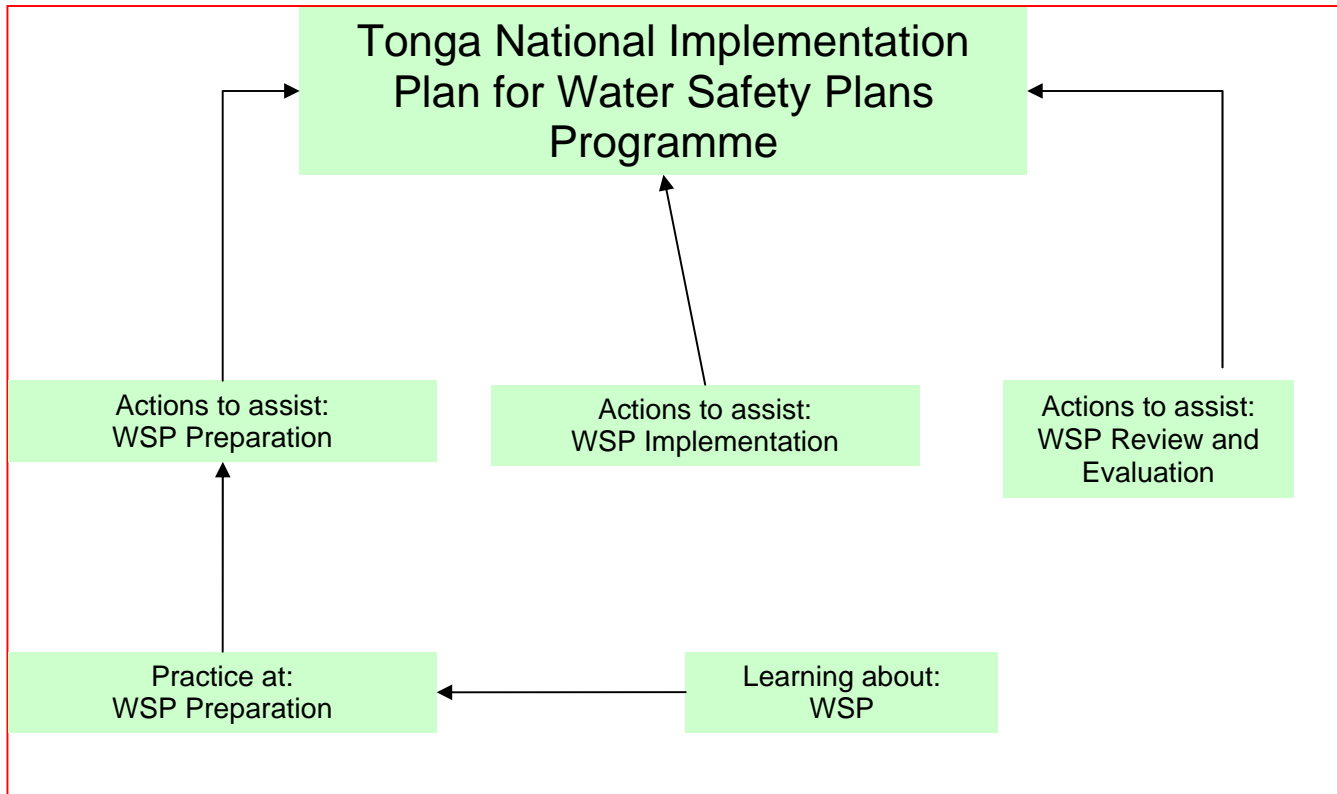 Tonga National Implementation
Plan for Water Safety Plans
Programme
Actions to assist:
WSP Preparation
Actions to assist:
WSP Implementation
Actions to assist:
WSP Review and
Evaluation
Practice at:
WSP Preparation
Learning about:
WSP